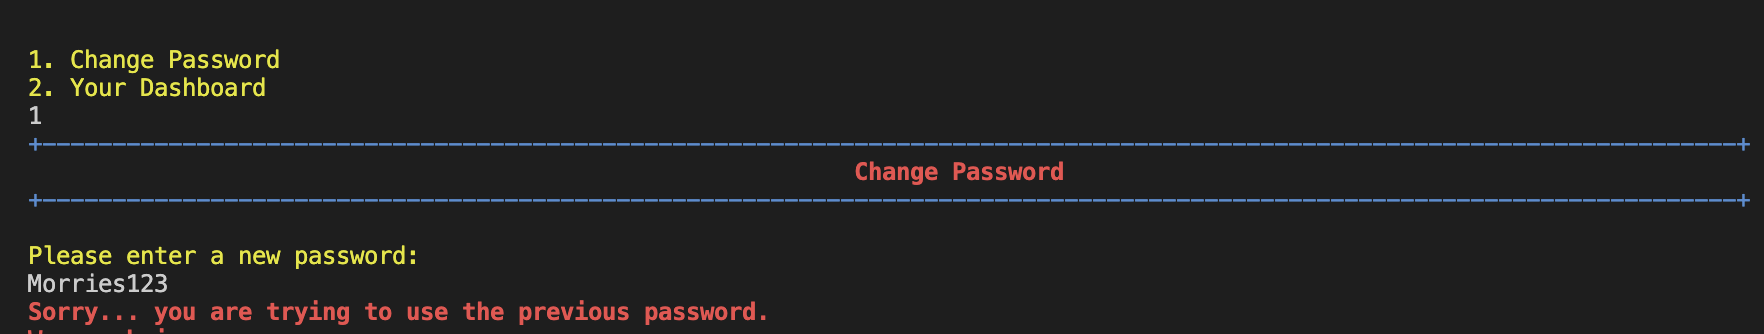 1. Change Password
2. Your Dashboard
1
Change Password
Please enter a new password:
Morries123
Sorry... you are trying to use the previous password.